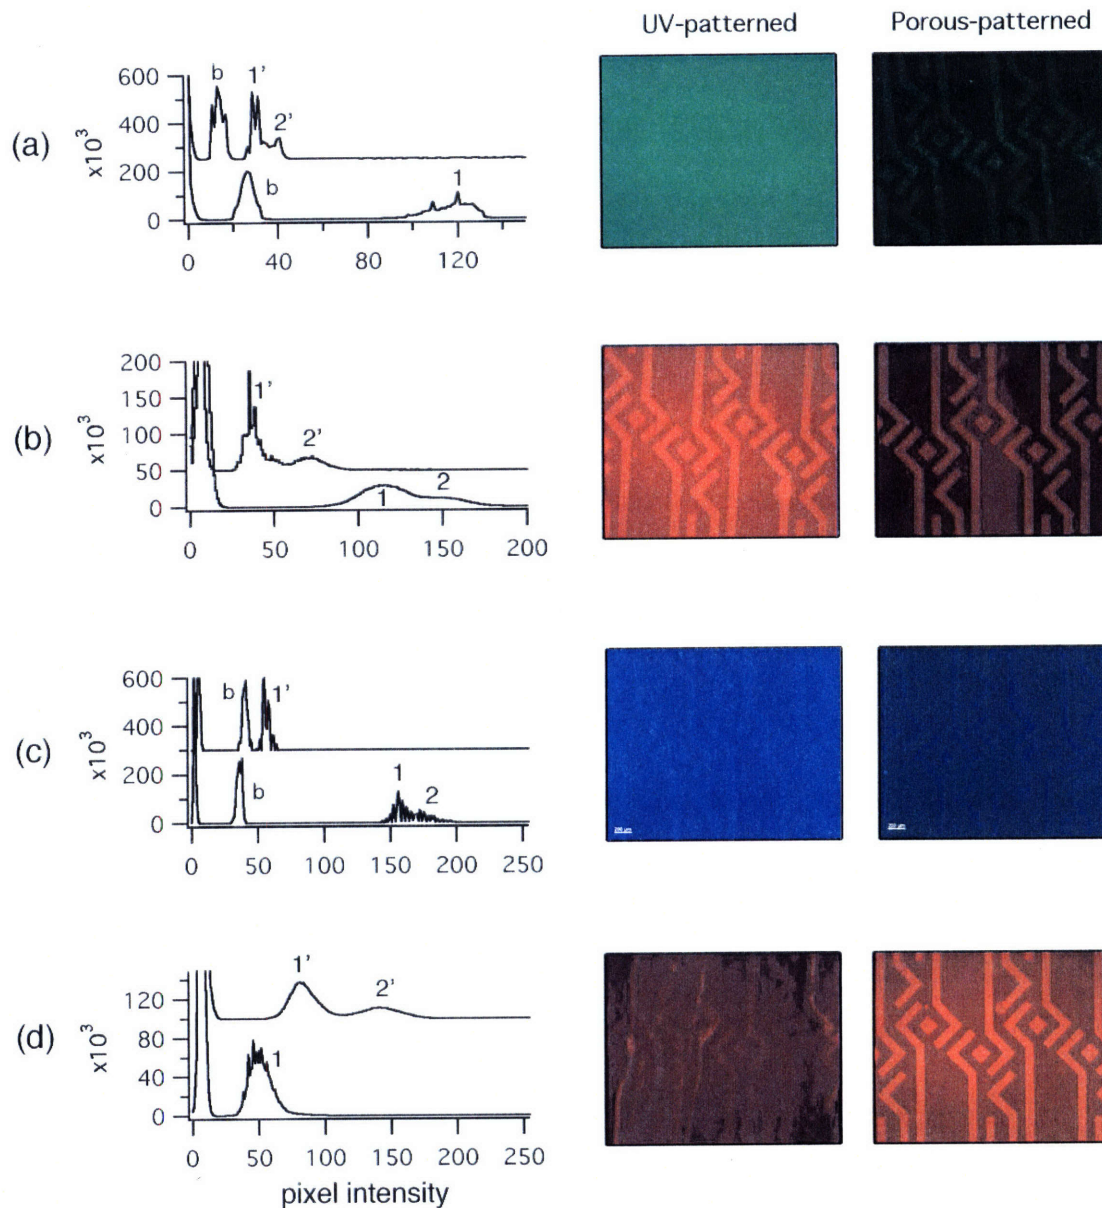 UV-patterned Porous-patterned
(a)
x10³
600
400
200
0
b 1' 2'
b 1
0 40 80 120
(b)
x10³
200
150
100
50
0
1' 2'
1 2
0 50 100 150 200
(c)
x10³
600
400
200
0
b 1'
b 1 2
0 50 100 150 200 250
200 μm
(d)
x10³
120
80
40
0
1' 2'
1
0 50 100 150 200 250
pixel intensity